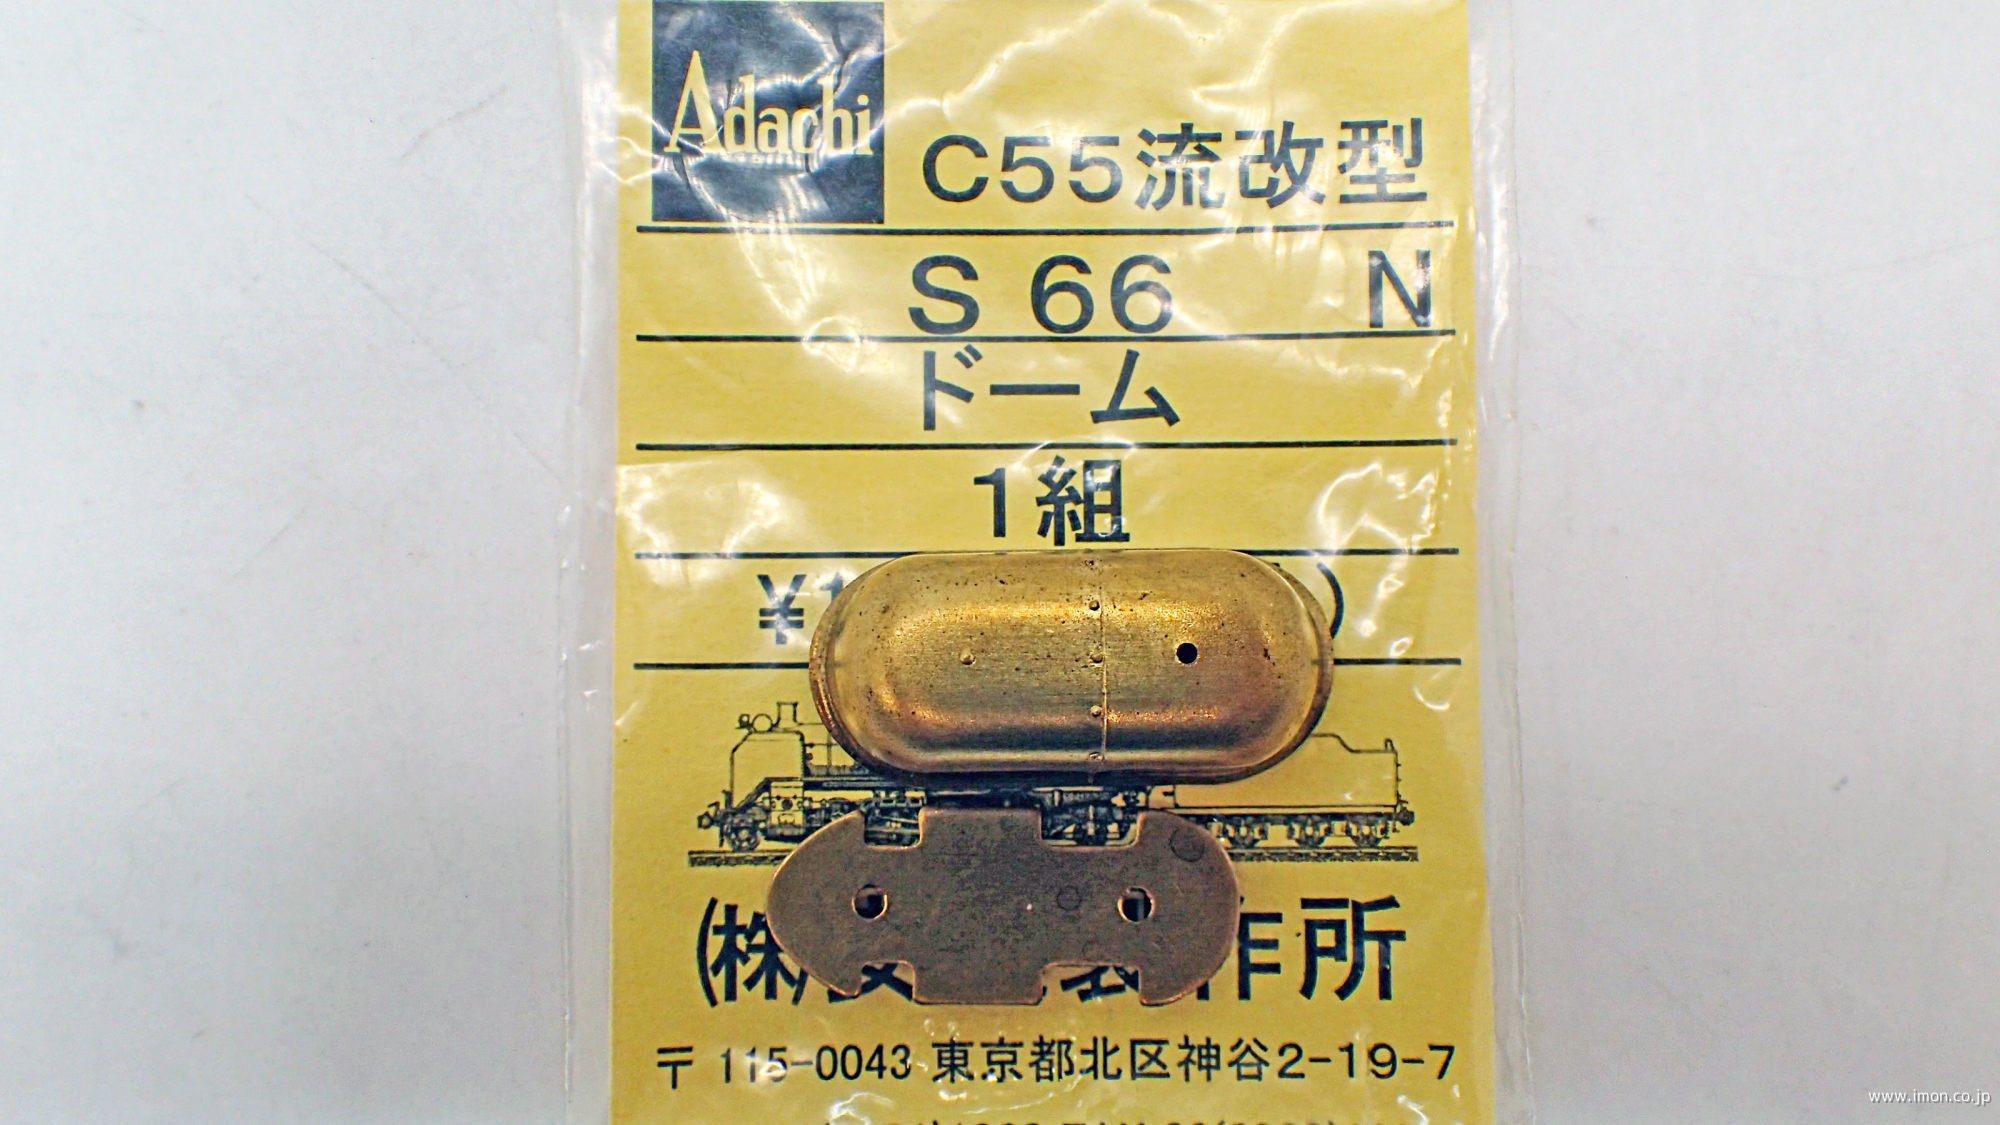 Adachi
C55流改型
S 66 N
ドーム
1組
¥1 )
(株) 製作所
〒 115-0043 東京都北区神谷2-19-7
www.imon.co.jp